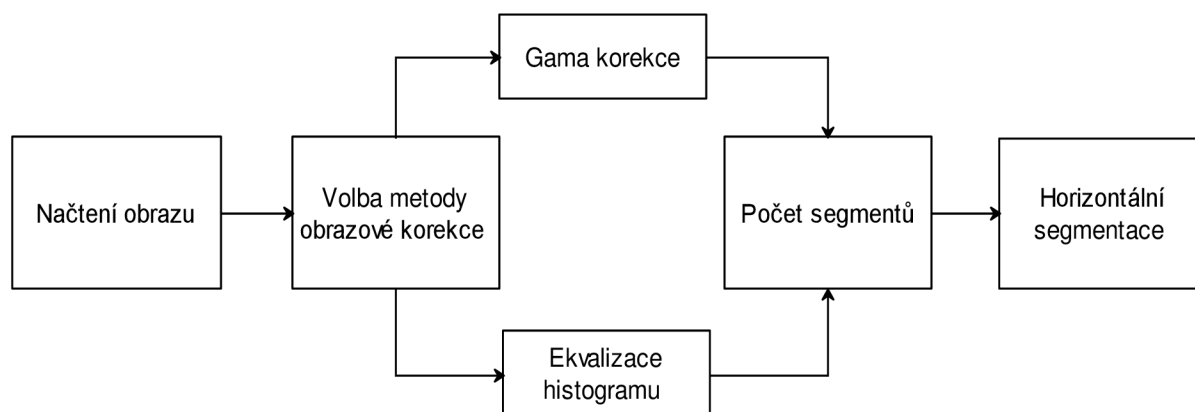 Gama korekce
Načtení obrazu
Volba metody
obrazové korekce
Počet segmentů
Horizontální
segmentace
Ekvalizace
histogramu